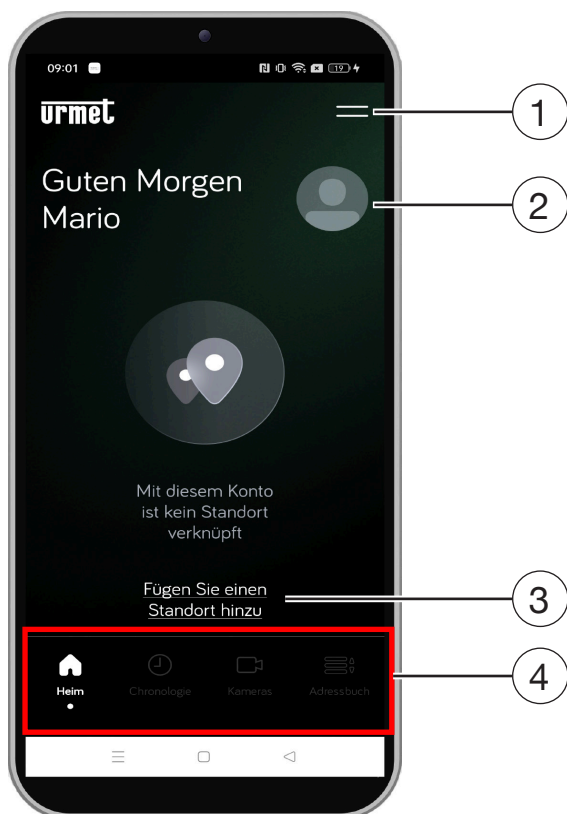 09:01
19
urmet
1
Guten Morgen
Mario
2
Mit diesem Konto
ist kein Standort
verknüpft
Fügen Sie einen
Standort hinzu
3
Heim Chronologie Kameras Adressbuch
4